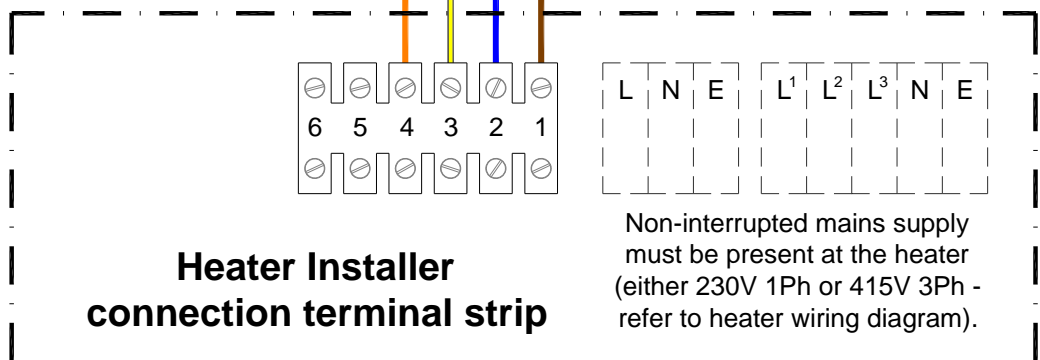 6 5 4 3 2 1
L N E
L¹ L² L³ N E
Non-interrupted mains supply
must be present at the heater
(either 230V 1Ph or 415V 3Ph -
refer to heater wiring diagram).
Heater Installer
connection terminal strip